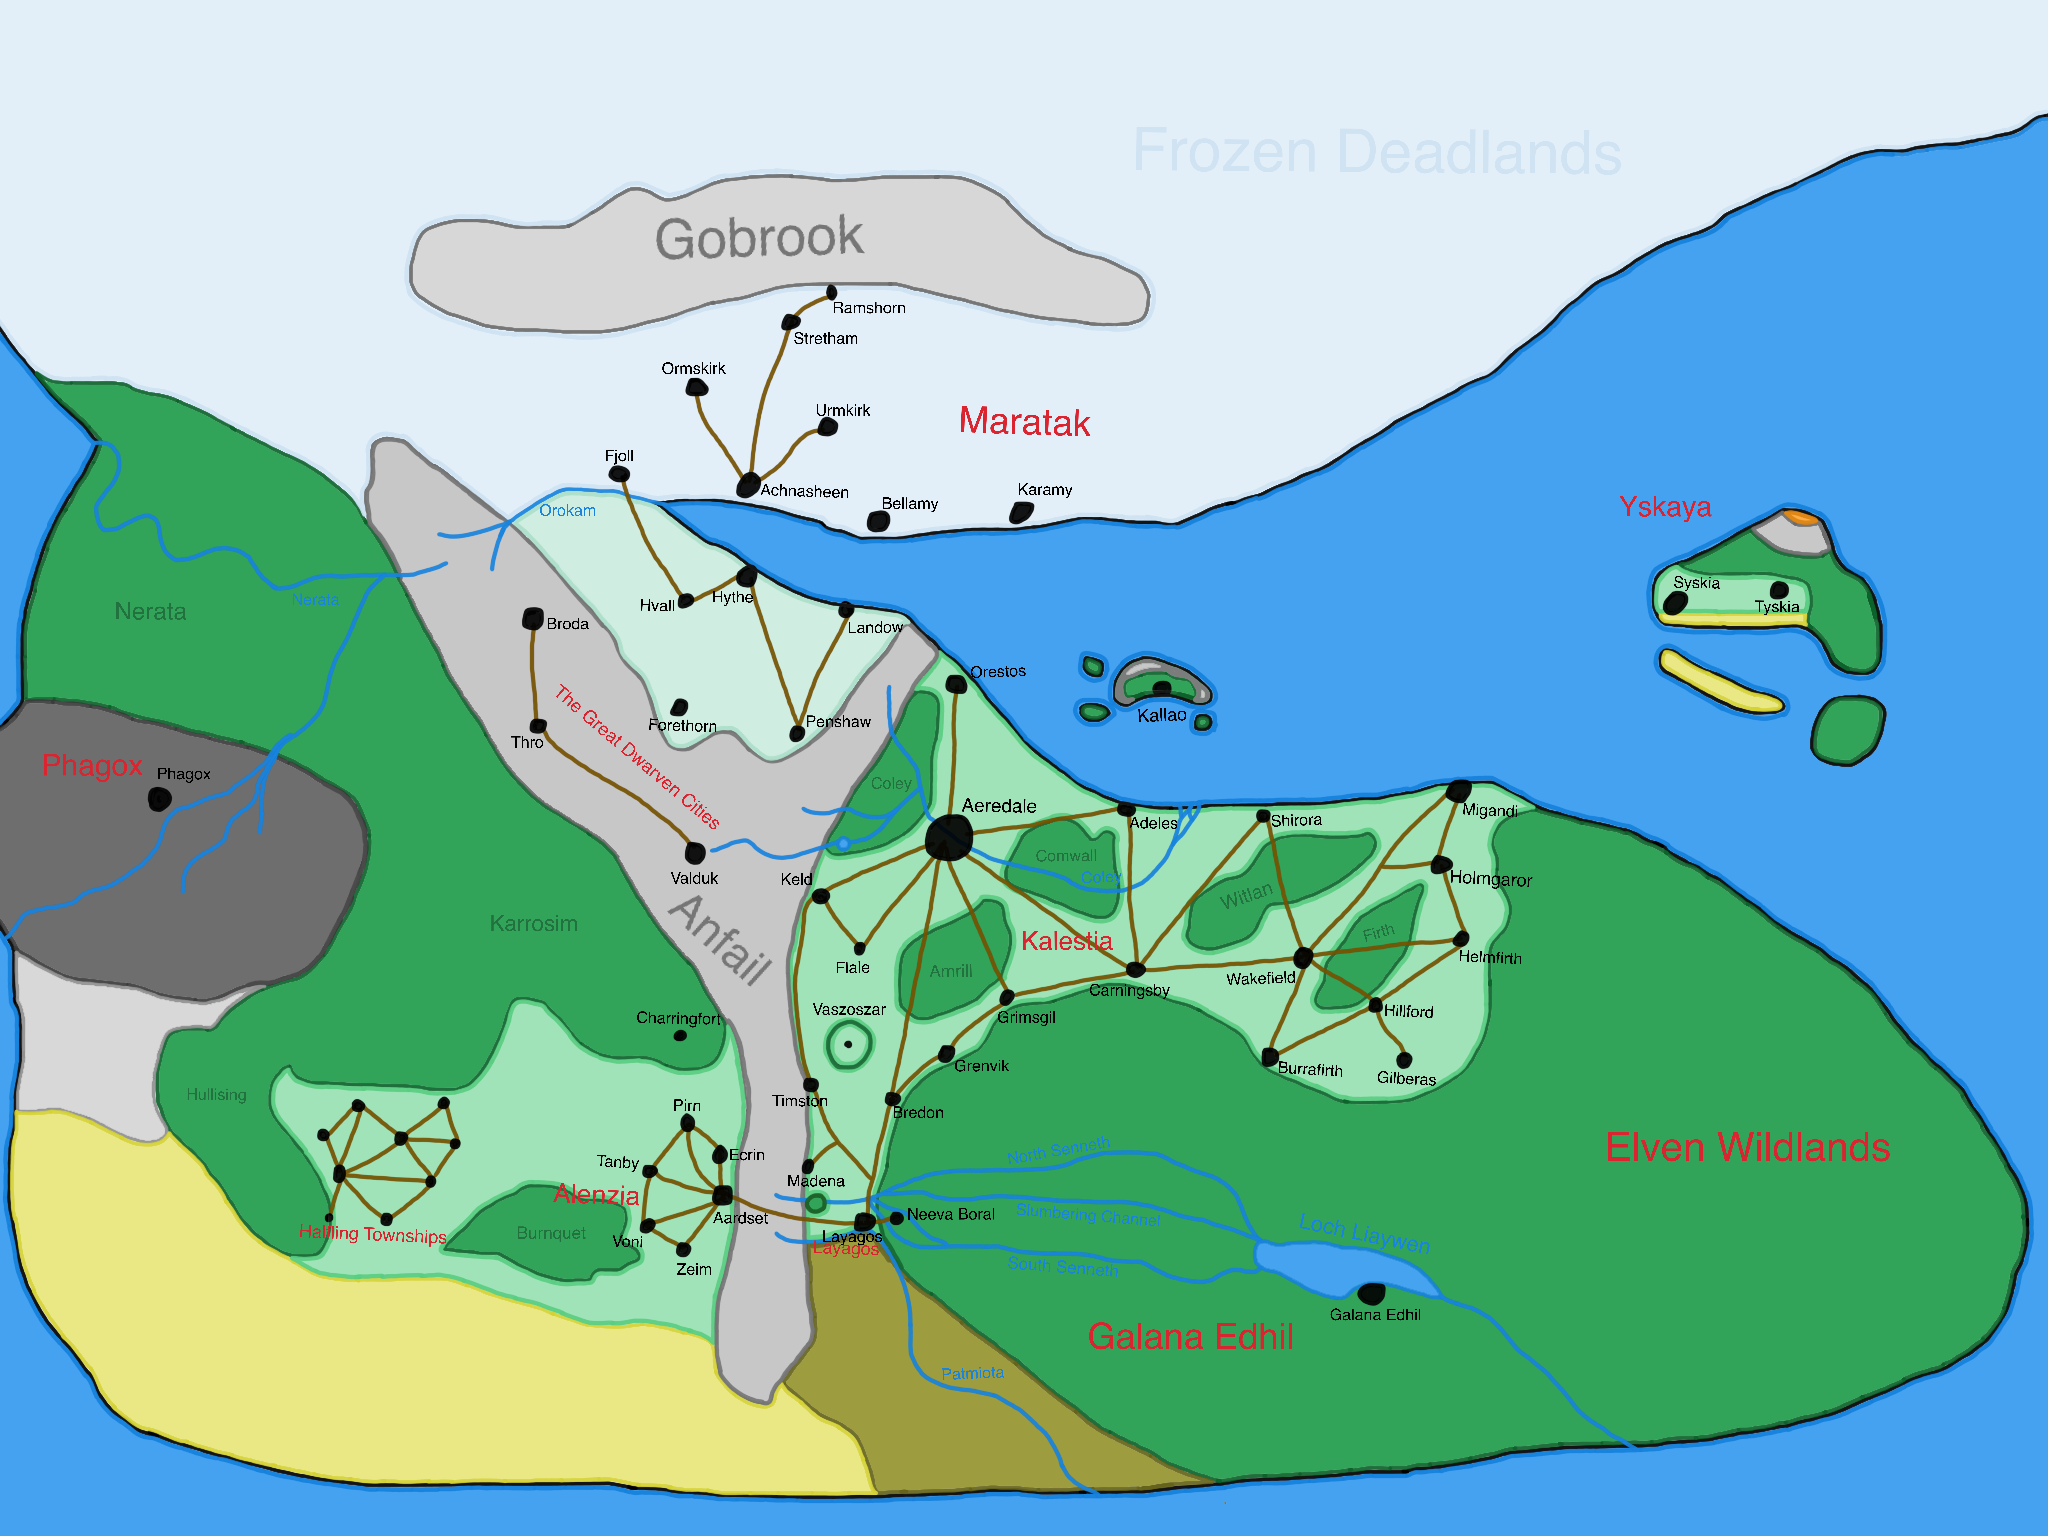 Frozen Deadlands
Gobrook
Ramshorn
Stretham
Ormskirk
Urmkirk
Maratak
Fjoll
Achnasheen
Karamy
Bellamy
Orokam
Yskaya
Syskia
Tyskia
Nerata
Nerata
Hvall
Hythe
Broda
Landow
Orestos
Forethorn
Penshaw
Kallao
Thro
The Great Dwarven Cities
Phagox
Phagox
Coley
Aeredale
Adeles
Shirora
Migandi
Comwall
Coley
Valduk
Keld
Holmgaror
Witlan
Anfail
Karrosim
Kalestia
Firth
Flale
Amrill
Helmfirth
Wakefield
Carningsby
Vaszoszar
Charringfort
Grimsgil
Hillford
Grenvik
Burrafirth
Gilberas
Hullising
Timston
Bredon
Pirn
North Senneth
Elven Wildlands
Ecrin
Tanby
Madena
Alenzia
Aardset
Neeva Boral
Slumbering Channel
Loch Liaywen
Halfling Townships
Burnquet
Voni
Layagos
Layagos
Zeim
South Senneth
Galana Edhil
Galana Edhil
Patmiota